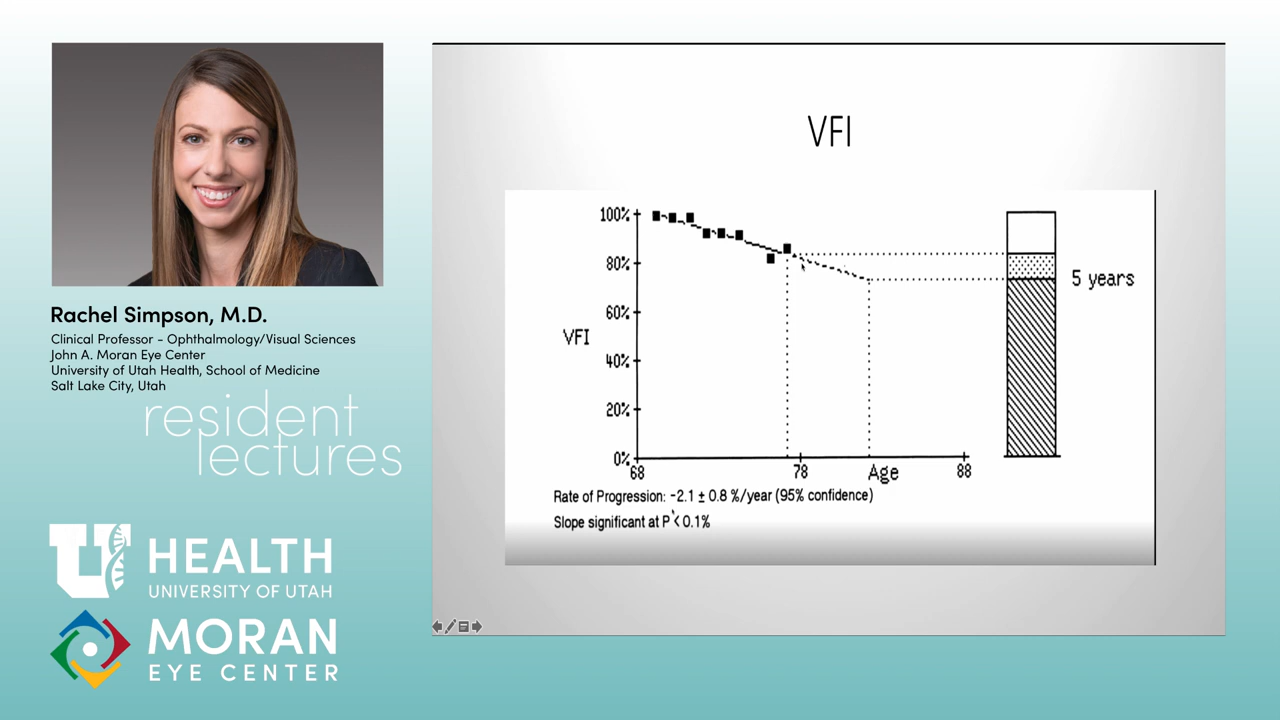 Rachel Simpson, M.D.
Clinical Professor - Ophthalmology/Visual Sciences
John A. Moran Eye Center
University of Utah Health, School of Medicine
Salt Lake City, Utah
resident
lectures
U HEALTH
UNIVERSITY OF UTAH
MORAN
EYE CENTER
VFI
100%
80%
60%
VFI
40%
20%
0%
68
78
Age
88
5 years
Rate of Progression: -2.1 ± 0.8 %/year (95% confidence)
Slope significant at P < 0.1%